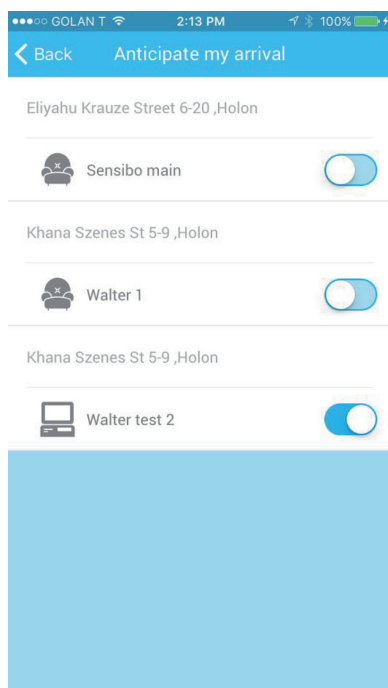 GOLAN T 2:13 PM 100%
Back Anticipate my arrival
Eliyahu Krauze Street 6-20 ,Holon
Sensibo main
Khana Szenes St 5-9 ,Holon
Walter 1
Khana Szenes St 5-9 ,Holon
Walter test 2